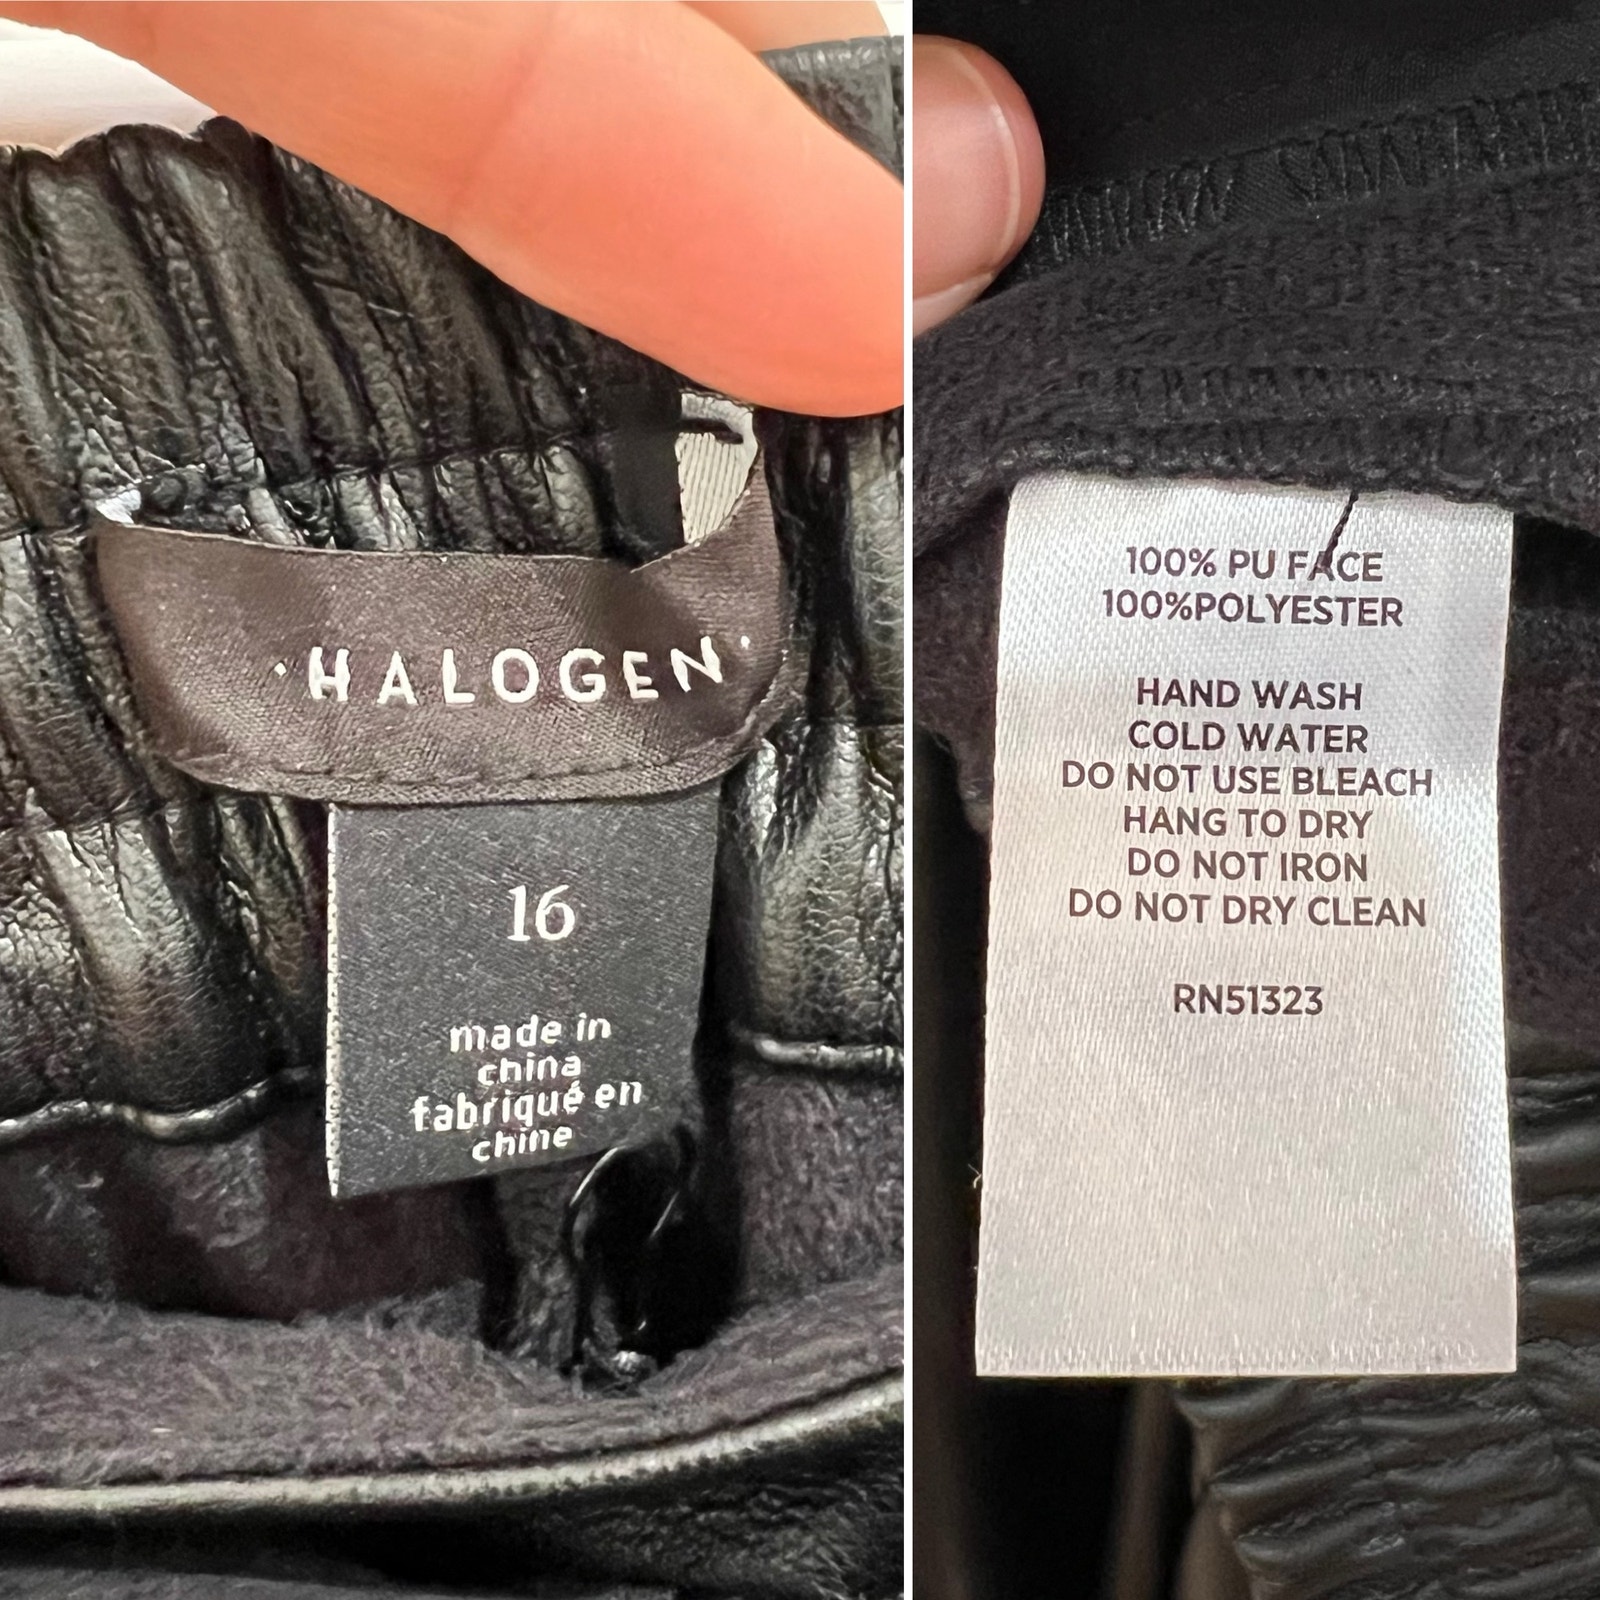 ·HALOGEN·
16
made in
china
fabriqué en
chine
100% PU FACE
100%POLYESTER
HAND WASH
COLD WATER
DO NOT USE BLEACH
HANG TO DRY
DO NOT IRON
DO NOT DRY CLEAN
RN51323